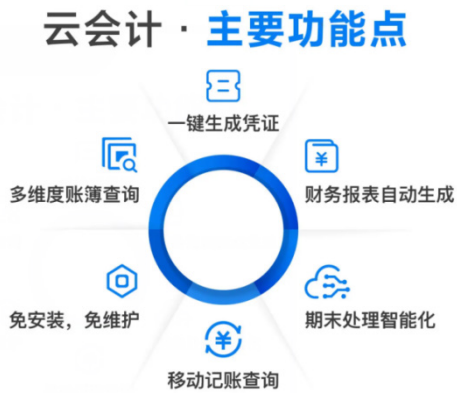 云会计 · 主要功能点
一键生成凭证
多维度账簿查询
财务报表自动生成
免安装，免维护
期末处理智能化
移动记账查询